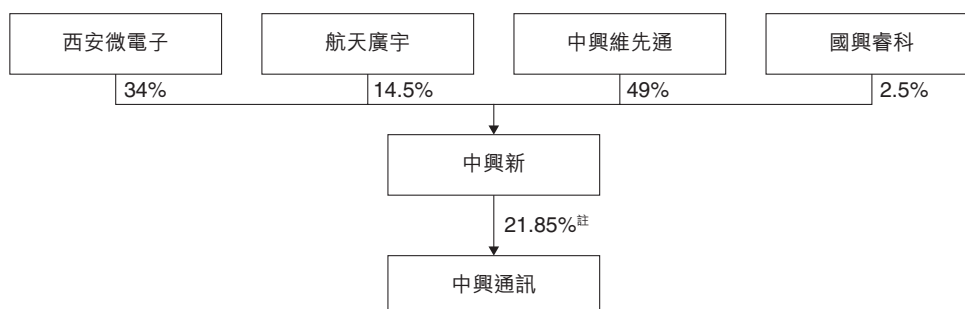 西安微電子
航天廣宇
中興維先通
國興睿科
34%
14.5%
49%
2.5%
中興新
21.85%註
中興通訊